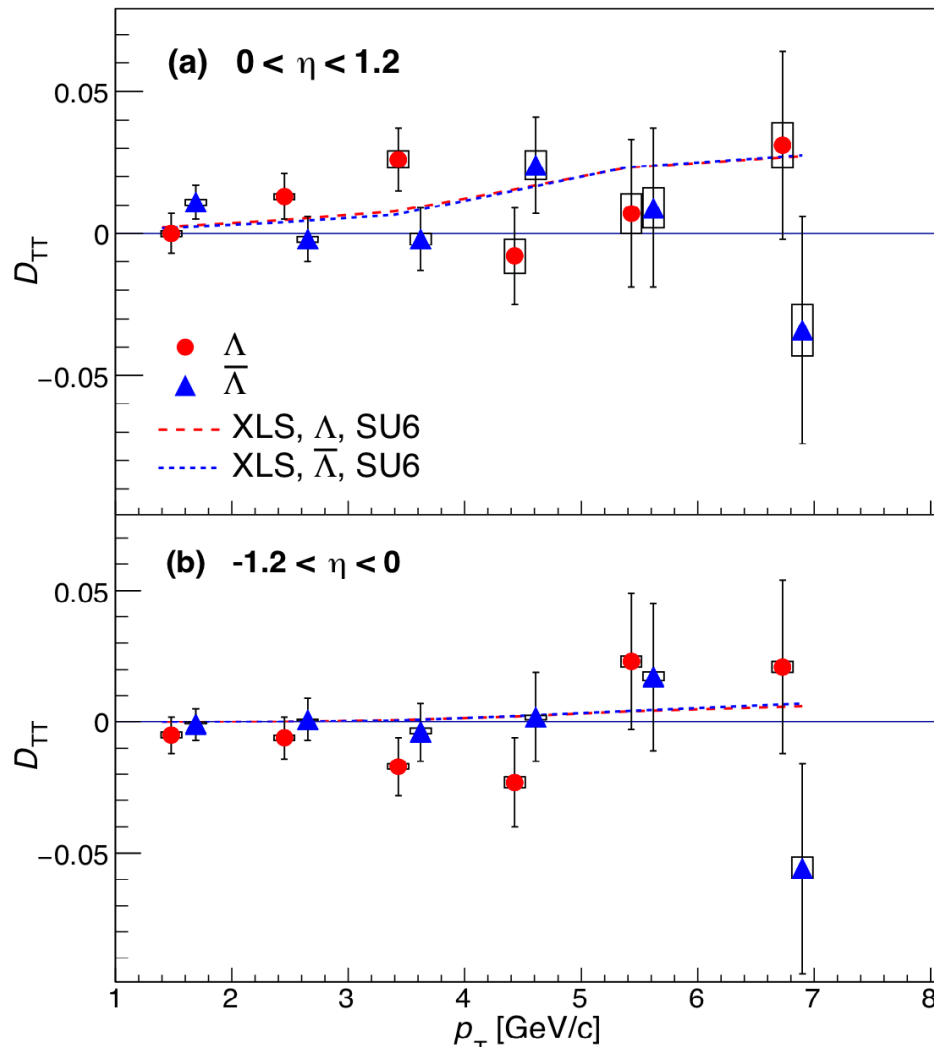 (a) 0 < η < 1.2
0.05
0
−0.05
D_TT
Λ
Λ̅
XLS, Λ, SU6
XLS, Λ̅, SU6
(b) -1.2 < η < 0
0.05
0
−0.05
D_TT
1 2 3 4 5 6 7 8
p_T [GeV/c]